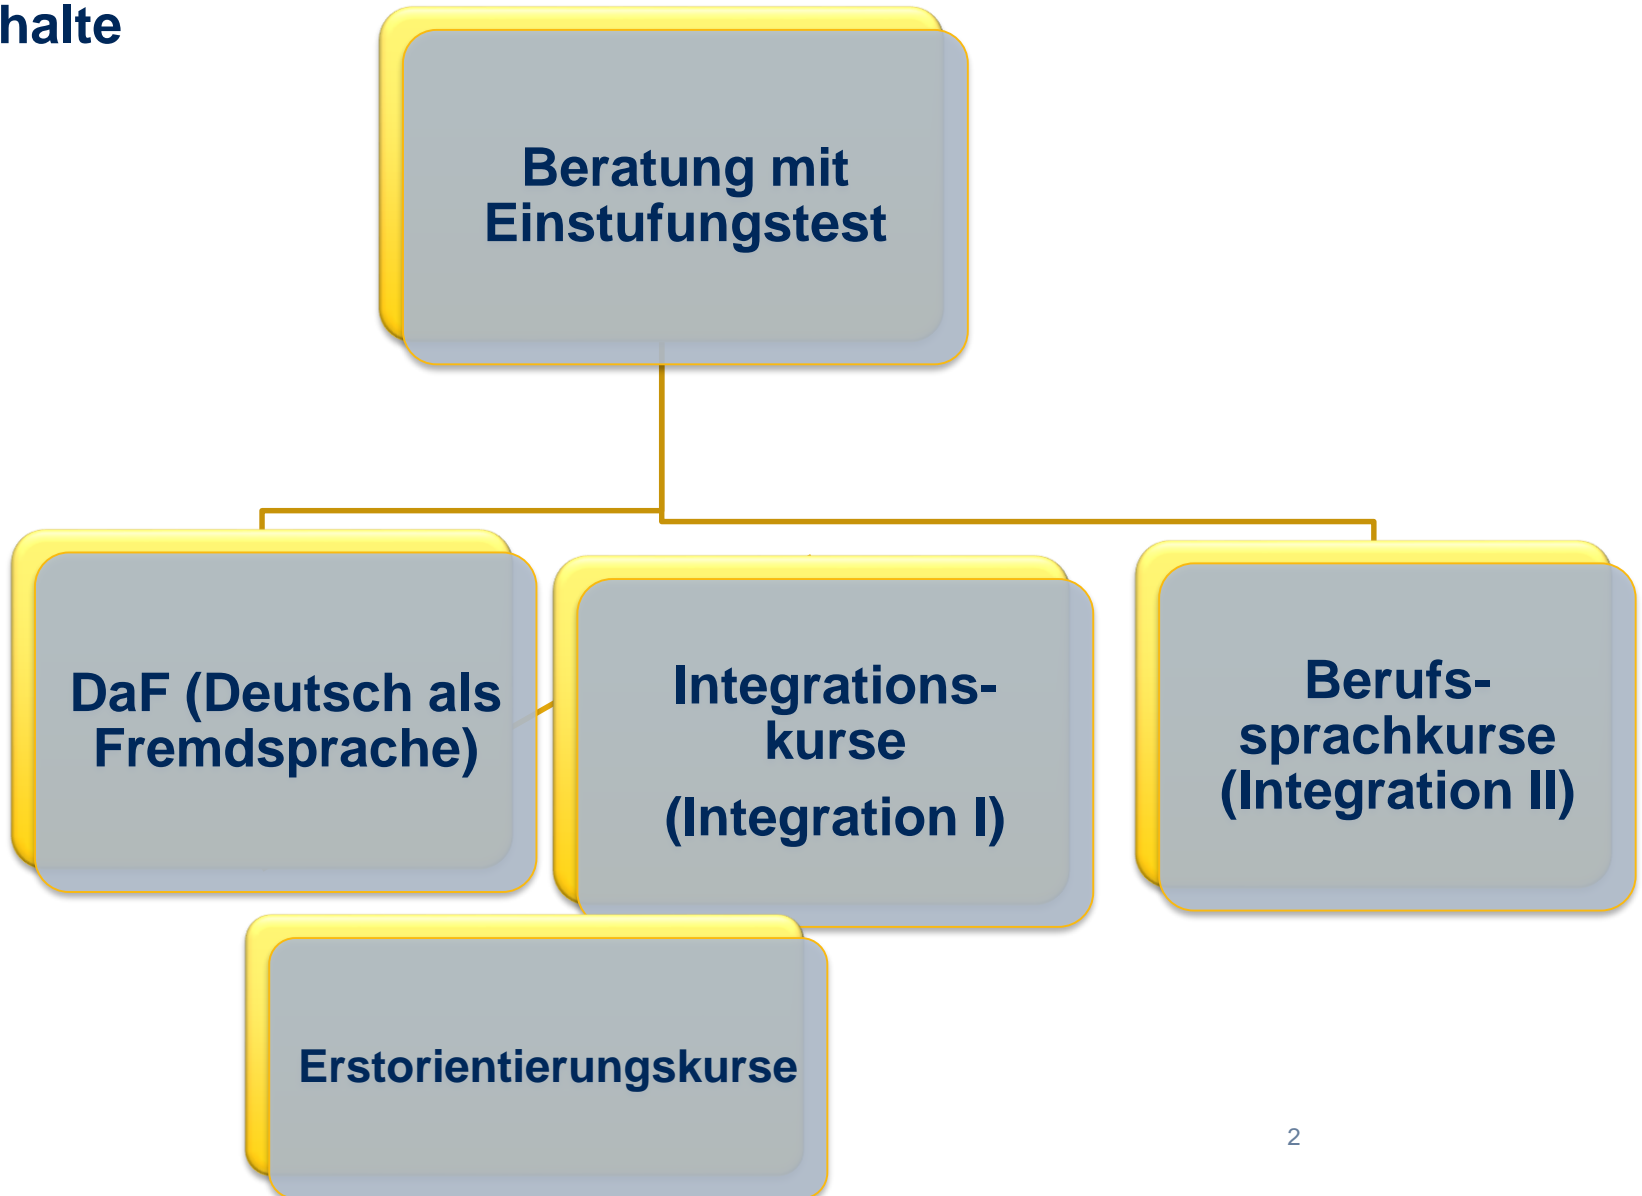 halte
Beratung mit
Einstufungstest
DaF (Deutsch als
Fremdsprache)
Integrations-
kurse
(Integration I)
Berufs-
sprachkurse
(Integration II)
Erstorientierungskurse
2